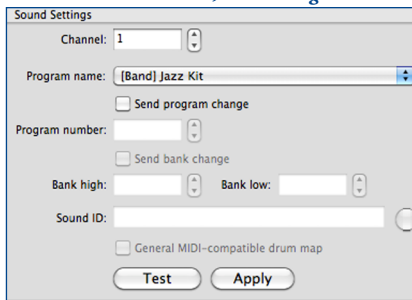 Sound Settings
Channel: 1
Program name: [Band] Jazz Kit
Send program change
Program number:
Send bank change
Bank high: Bank low:
Sound ID:
General MIDI-compatible drum map
Test Apply